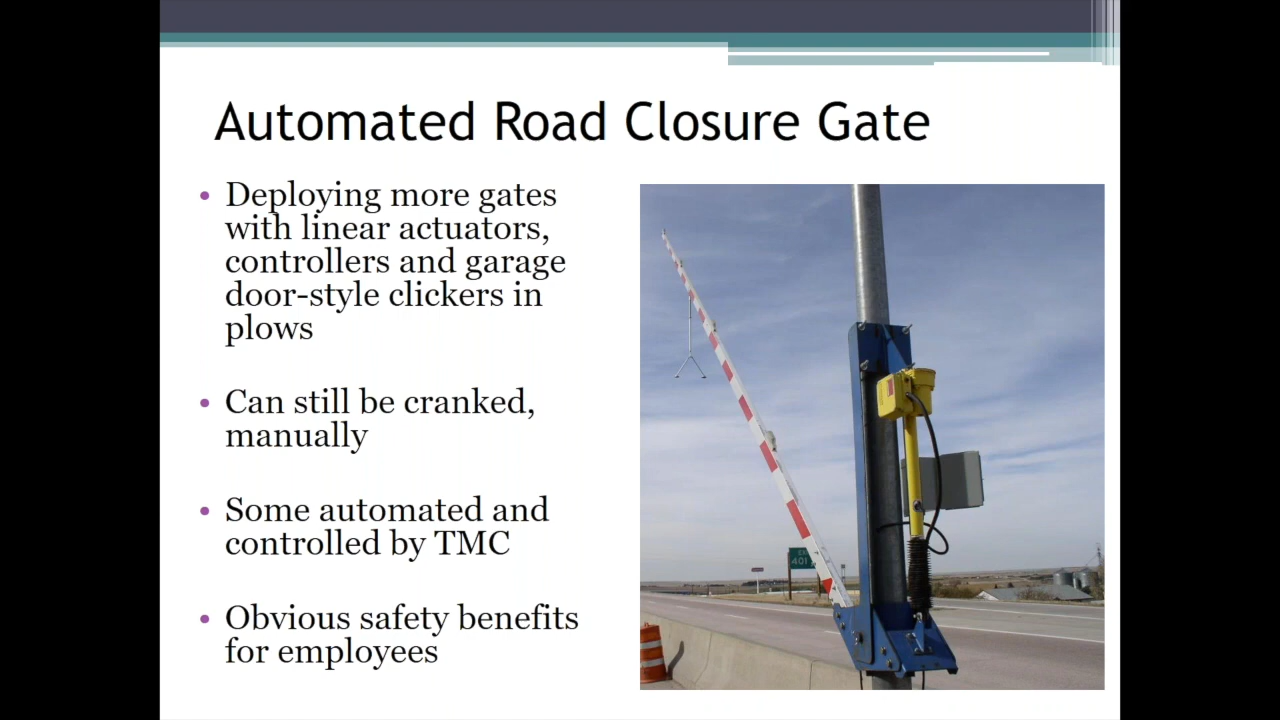 Automated Road Closure Gate
• Deploying more gates
with linear actuators,
controllers and garage
door-style clickers in
plows
• Can still be cranked,
manually
• Some automated and
controlled by TMC
• Obvious safety benefits
for employees
401